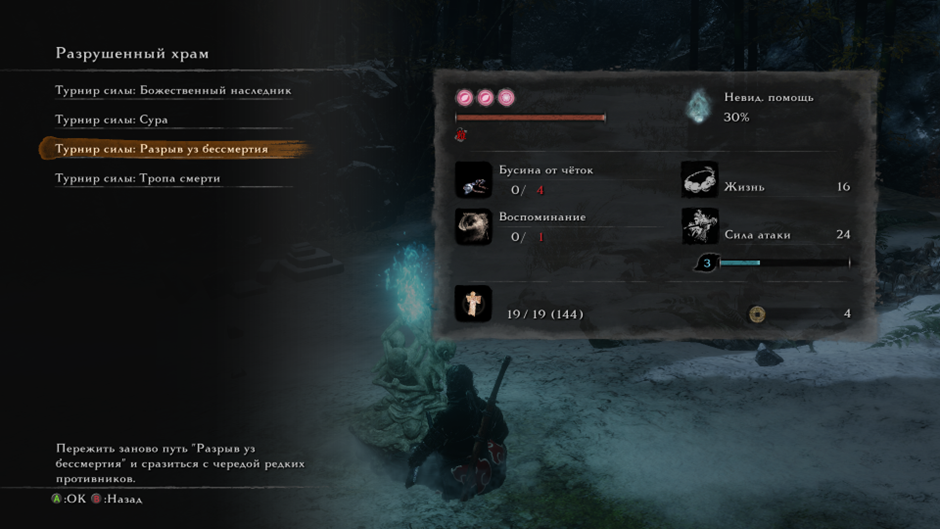 Разрушенный храм
Турнир силы: Божественный наследник
Турнир силы: Сура
Турнир силы: Разрыв уз бессмертия
Турнир силы: Тропа смерти
Невид. помощь
30%
Бусина от чёток
0/ 4
Жизнь 16
Воспоминание
0/ 1
Сила атаки 24
3
19/19 (144)
4
Пережить заново путь "Разрыв уз
бессмертия" и сразиться с чередой редких
противников.
A:ОК B:Назад